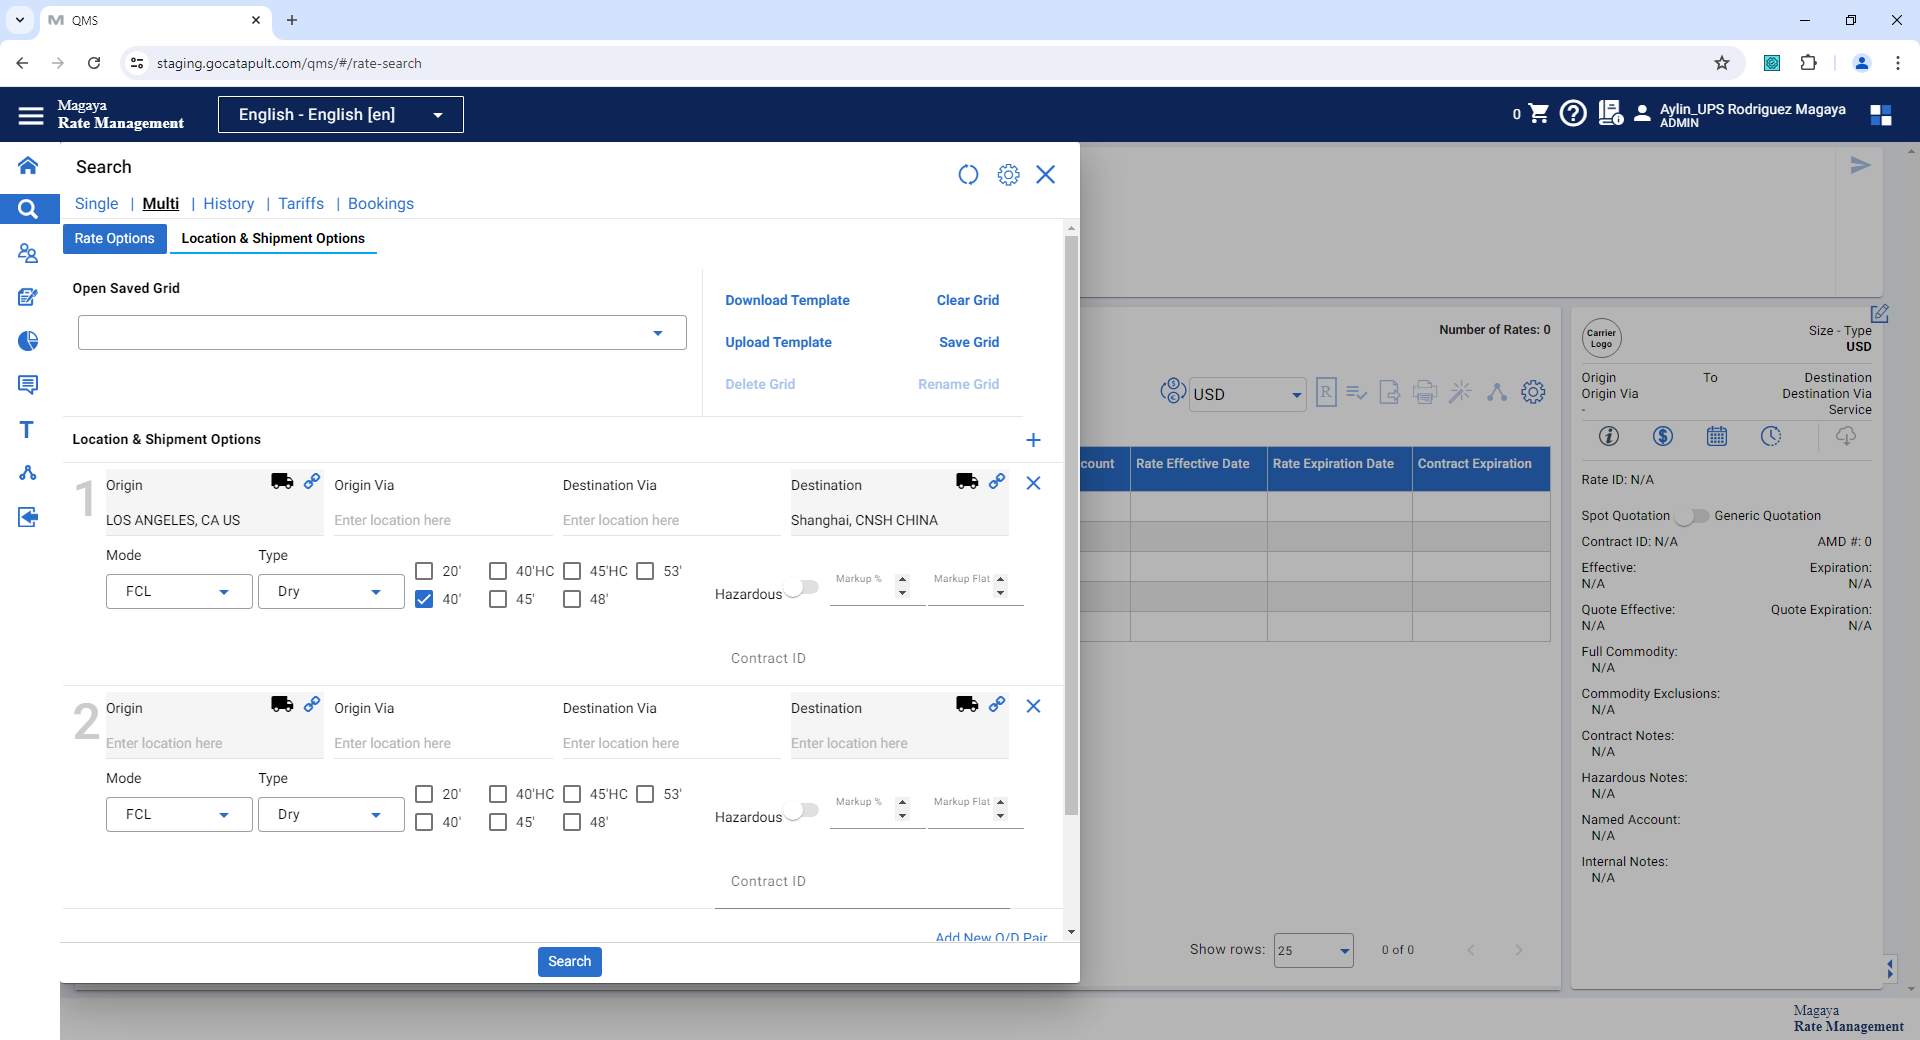 QMS
staging.gocatapult.com/qms/#/rate-search
Magaya
Rate Management
English - English [en]
0
Aylin_UPS Rodriguez Magaya
ADMIN
Search
Single | Multi | History | Tariffs | Bookings
Rate Options
Location & Shipment Options
Open Saved Grid
Download Template
Clear Grid
Upload Template
Save Grid
Delete Grid
Rename Grid
Location & Shipment Options
1
Origin
Origin Via
Destination Via
Destination
LOS ANGELES, CA US
Enter location here
Enter location here
Shanghai, CNSH CHINA
Mode
Type
FCL
Dry
20'
40'HC
45'HC
53'
40'
45'
48'
Hazardous
Markup %
Markup Flat
Contract ID
2
Origin
Origin Via
Destination Via
Destination
Enter location here
Enter location here
Enter location here
Enter location here
Mode
Type
FCL
Dry
20'
40'HC
45'HC
53'
40'
45'
48'
Hazardous
Markup %
Markup Flat
Contract ID
Add New O/D Pair
Search
Number of Rates: 0
USD
R
count
Rate Effective Date
Rate Expiration Date
Contract Expiration
Show rows:
25
0 of 0
Carrier
Logo
Size - Type
USD
Origin
To
Destination
Origin Via
Destination Via
-
Service
Rate ID: N/A
Spot Quotation
Generic Quotation
Contract ID: N/A
AMD #: 0
Effective:
Expiration:
N/A
N/A
Quote Effective:
Quote Expiration:
N/A
N/A
Full Commodity:
N/A
Commodity Exclusions:
N/A
Contract Notes:
N/A
Hazardous Notes:
N/A
Named Account:
N/A
Internal Notes:
N/A
Magaya
Rate Management